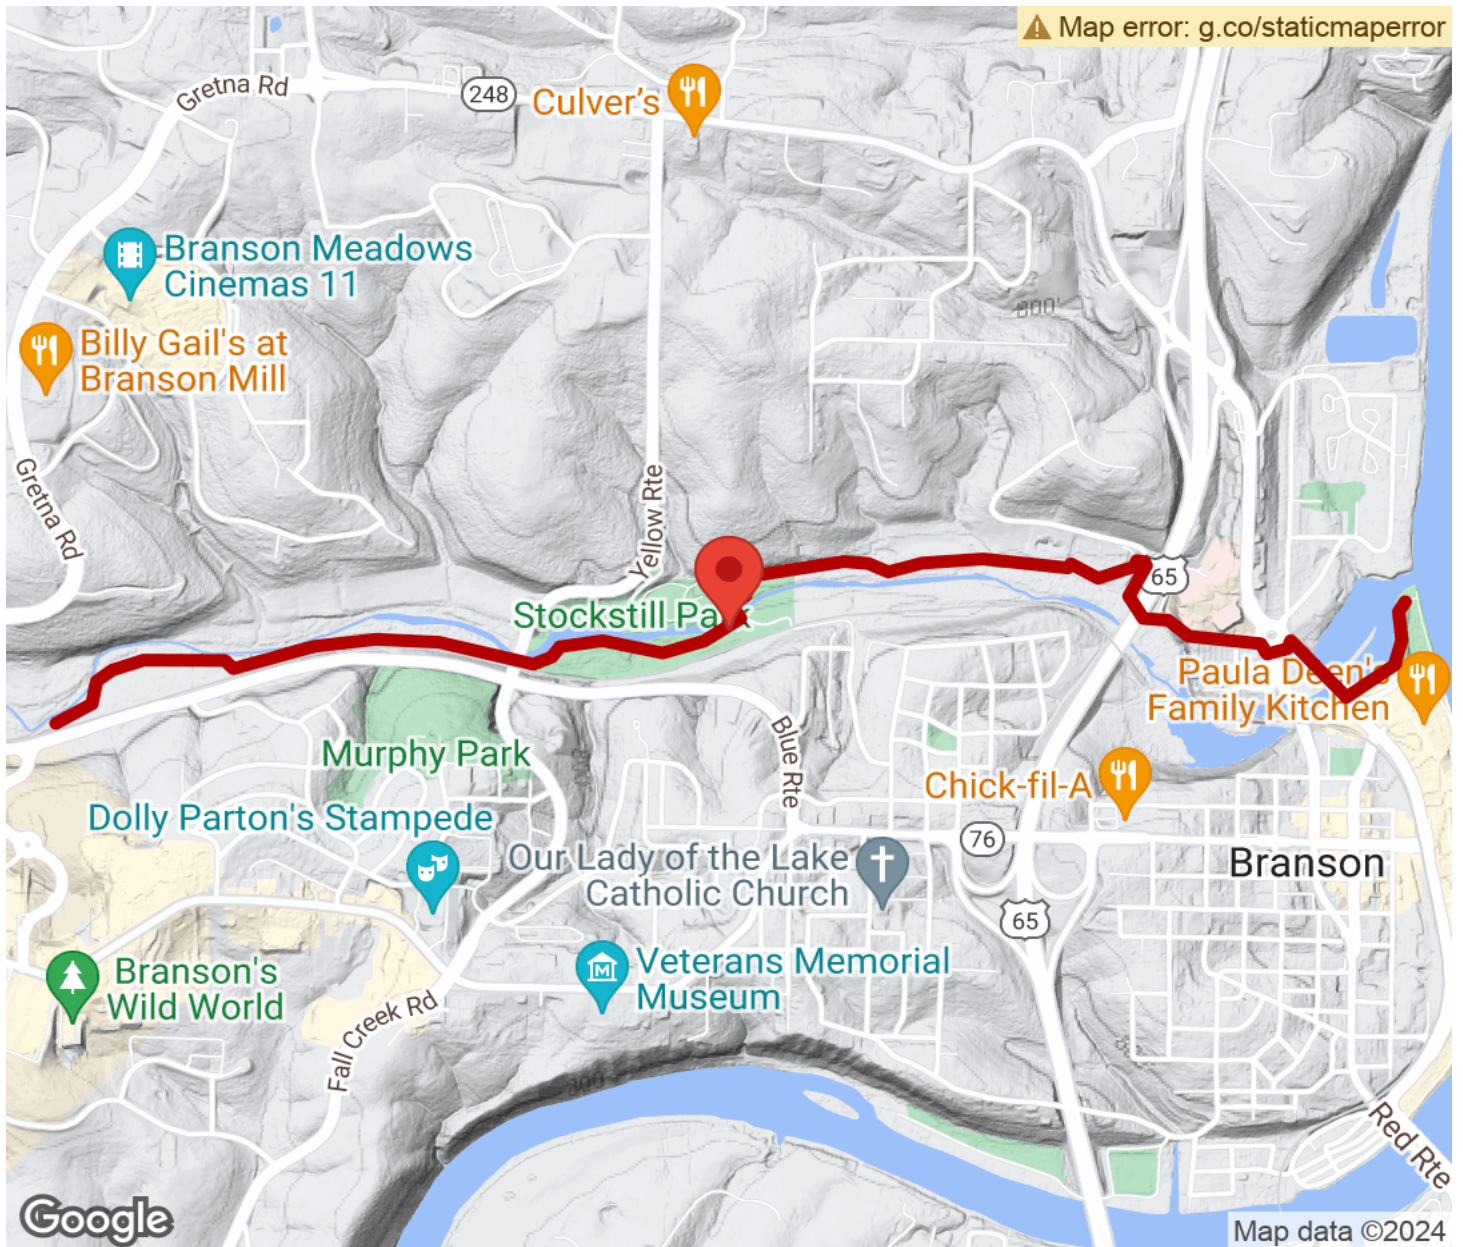 Map error: g.co/staticmaperror
Gretna Rd
248
Culver's
Branson Meadows
Cinemas 11
Billy Gail's at
Branson Mill
800'
Gretna Rd
Yellow Rte
65
Stockstill Park
Paula Deen's
Family Kitchen
Murphy Park
Blue Rte
Chick-fil-A
Dolly Parton's Stampede
76
Our Lady of the Lake
Catholic Church
Branson
65
Branson's
Wild World
Veterans Memorial
Museum
Fall Creek Rd
800
Red Rte
Google
Map data ©2024